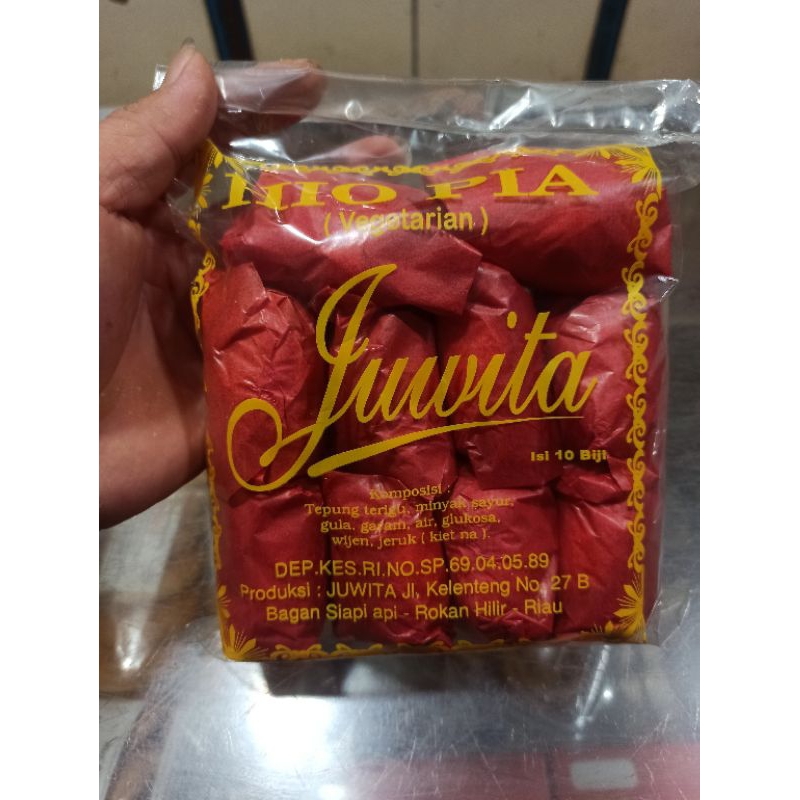 HIO PIA
( Vegetarian )
Juwita
Isi 10 Biji
Komposisi :
Tepung terigu, minyak sayur,
gula, garam, air, glukosa,
wijen, jeruk ( kiet na ).
DEP.KES.RI.NO.SP.69.04.05.89
Produksi : JUWITA Jl, Kelenteng No, 27 B
Bagan Siapi api - Rokan Hilir - Riau